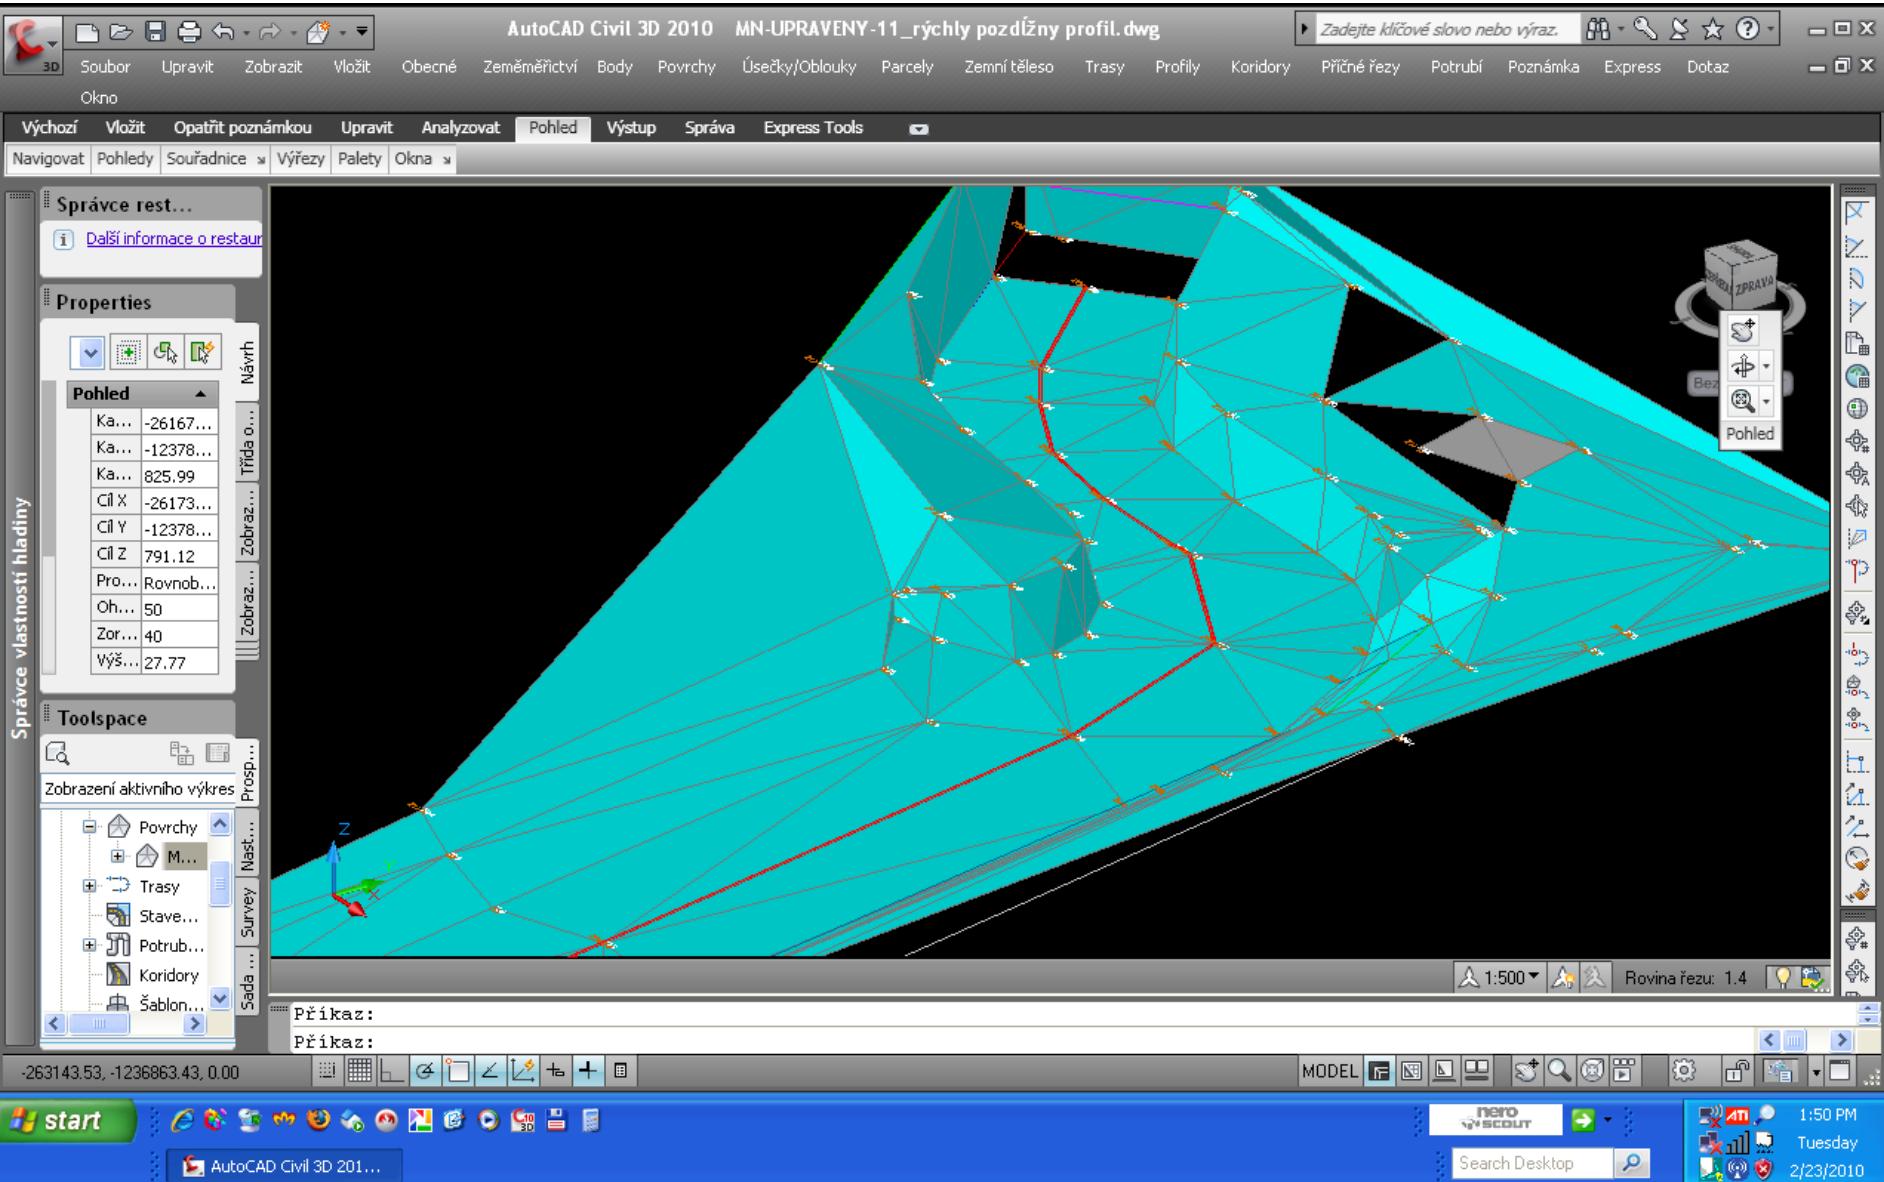 AutoCAD Civil 3D 2010 MN-UPRAVENY-11_rýchly pozdĺžny profil.dwg
Zadejte klíčové slovo nebo výraz.
3D
Soubor Upravit Zobrazit Vložit Obecné Zeměměřictví Body Povrchy Úsečky/Oblouky Parcely Zemní těleso Trasy Profily Koridory Příčné řezy Potrubí Poznámka Express Dotaz
Okno
Výchozí Vložit Opatřit poznámkou Upravit Analyzovat Pohled Výstup Správa Express Tools
Navigovat Pohledy Souřadnice Výřezy Palety Okna
Správce rest...
Další informace o restaur
Properties
Návrh
Třída o...
Zobraz...
Zobraz...
Pohled
Ka... -26167...
Ka... -12378...
Ka... 825.99
Cíl X -26173...
Cíl Y -12378...
Cíl Z 791.12
Pro... Rovnob...
Oh... 50
Zor... 40
Výš... 27.77
Správce vlastností hladiny
Toolspace
Zobrazení aktivního výkres
Prosp...
Nast...
Survey
Sada ...
Povrchy
M...
Trasy
Stave...
Potrub...
Koridory
Šablon...
ZPRAVA
Bez
Pohled
Z
Y
X
1:500 Rovina řezu: 1.4
Příkaz:
Příkaz:
-263143.53, -1236863.43, 0.00
MODEL
start
nero
SCOUT
ATI
1:50 PM
Tuesday
2/23/2010
AutoCAD Civil 3D 201...
Search Desktop